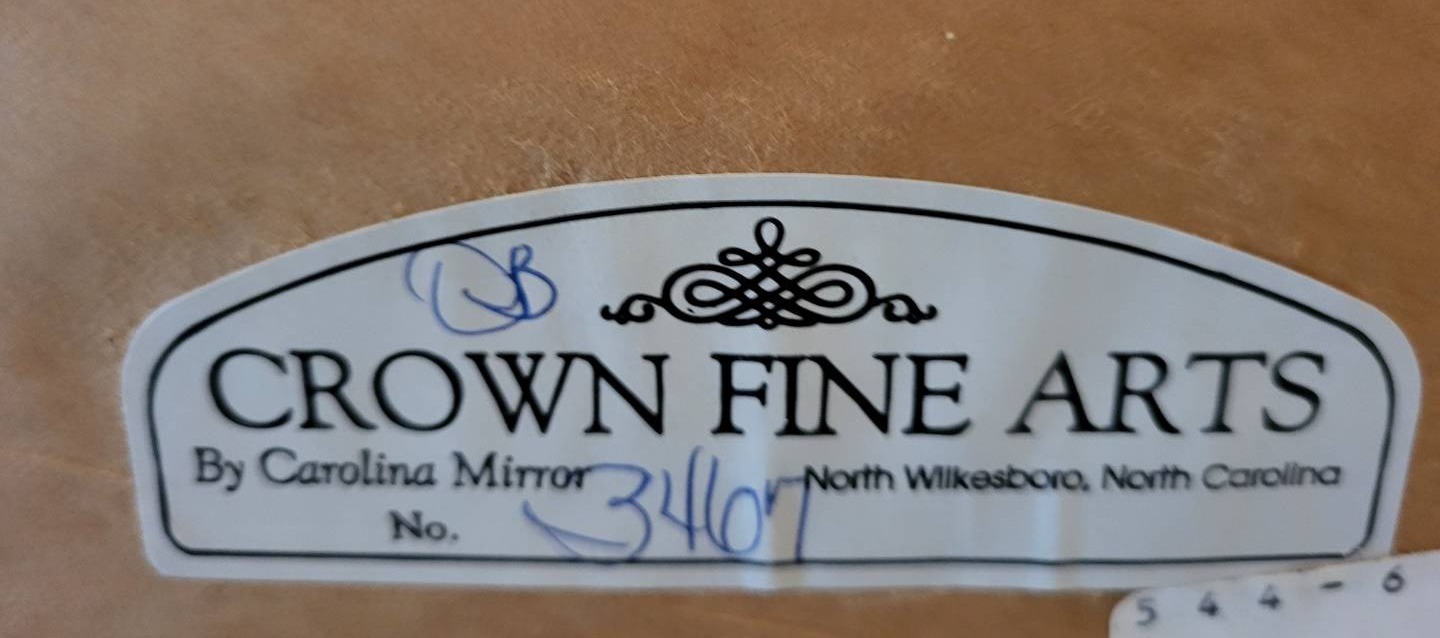 DB
CROWN FINE ARTS
By Carolina Mirror North Wilkesboro, North Carolina
No. 3467
544-6